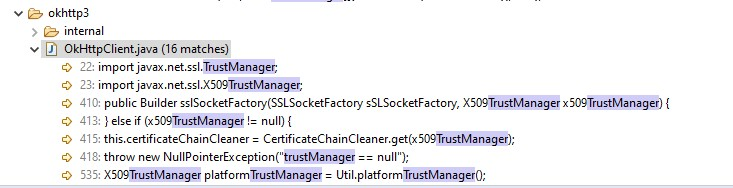 okhttp3
internal
OkHttpClient.java (16 matches)
22: import javax.net.ssl.TrustManager;
23: import javax.net.ssl.X509TrustManager;
410: public Builder sslSocketFactory(SSLSocketFactory sSLSocketFactory, X509TrustManager x509TrustManager) {
413: } else if (x509TrustManager != null) {
415: this.certificateChainCleaner = CertificateChainCleaner.get(x509TrustManager);
418: throw new NullPointerException("trustManager == null");
535: X509TrustManager platformTrustManager = Util.platformTrustManager();